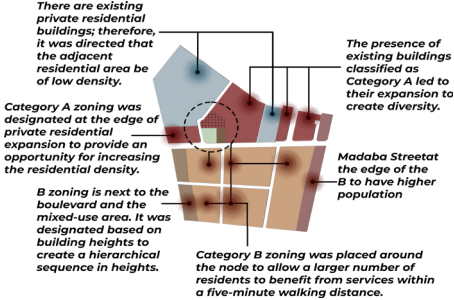 There are existing
private residential
buildings; therefore,
it was directed that
the adjacent
residential area be
of low density.
The presence of
existing buildings
classified as
Category A led to
their expansion to
create diversity.
Category A zoning was
designated at the edge of
private residential
expansion to provide an
opportunity for increasing
the residential density.
Madaba Streetat
the edge of the
B to have higher
population
B zoning is next to the
boulevard and the
mixed-use area. It was
designated based on
building heights to
create a hierarchical
sequence in heights.
Category B zoning was placed around
the node to allow a larger number of
residents to benefit from services within
a five-minute walking distance.